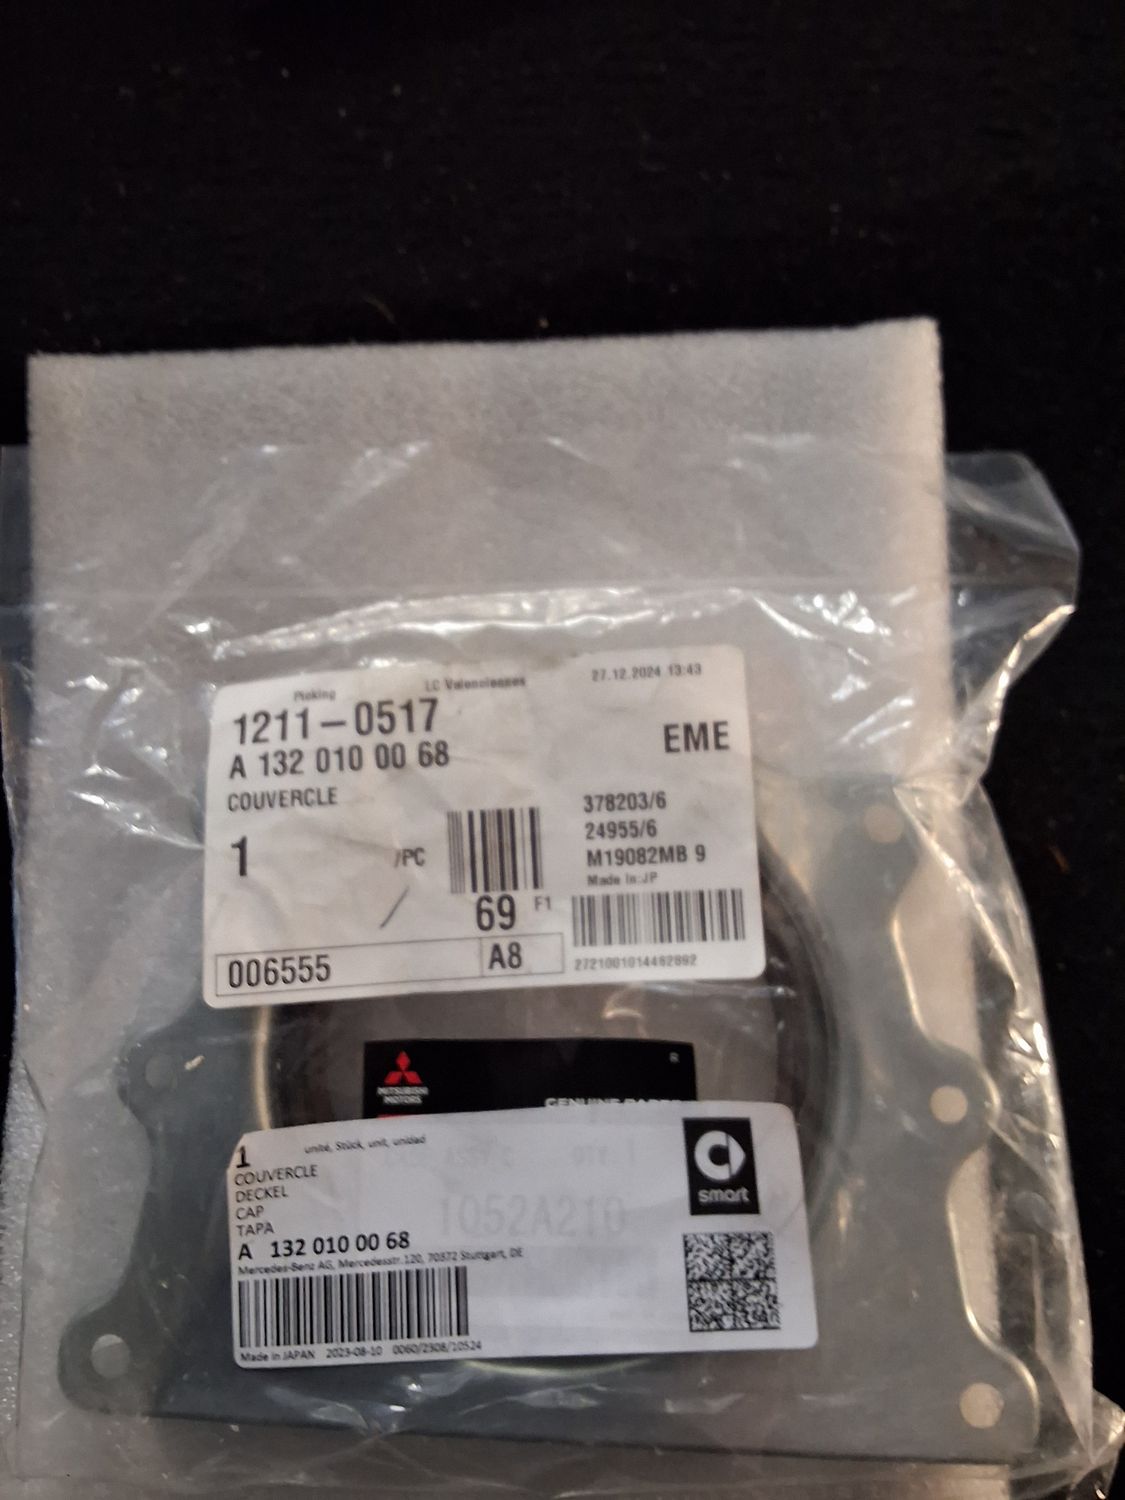 Picking LC Valenciennes 27.12.2024 13:43
1211-0517
EME
A 132 010 00 68
COUVERCLE
378203/6
24955/6
1 /PC
M19082MB 9
Made In:JP
/ 69 F1
006555 A8
2721001014482892
MITSUBISHI
MOTORS
R
GENUINE PARTS
1 unité, Stück, unit, unidad
COUVERCLE
DECKEL
CAP
TAPA
smart
1052A210
A 132 010 00 68
Mercedes-Benz AG, Mercedesstr.120, 70372 Stuttgart, DE
Made in JAPAN 2023-08-10 0060/2308/10524